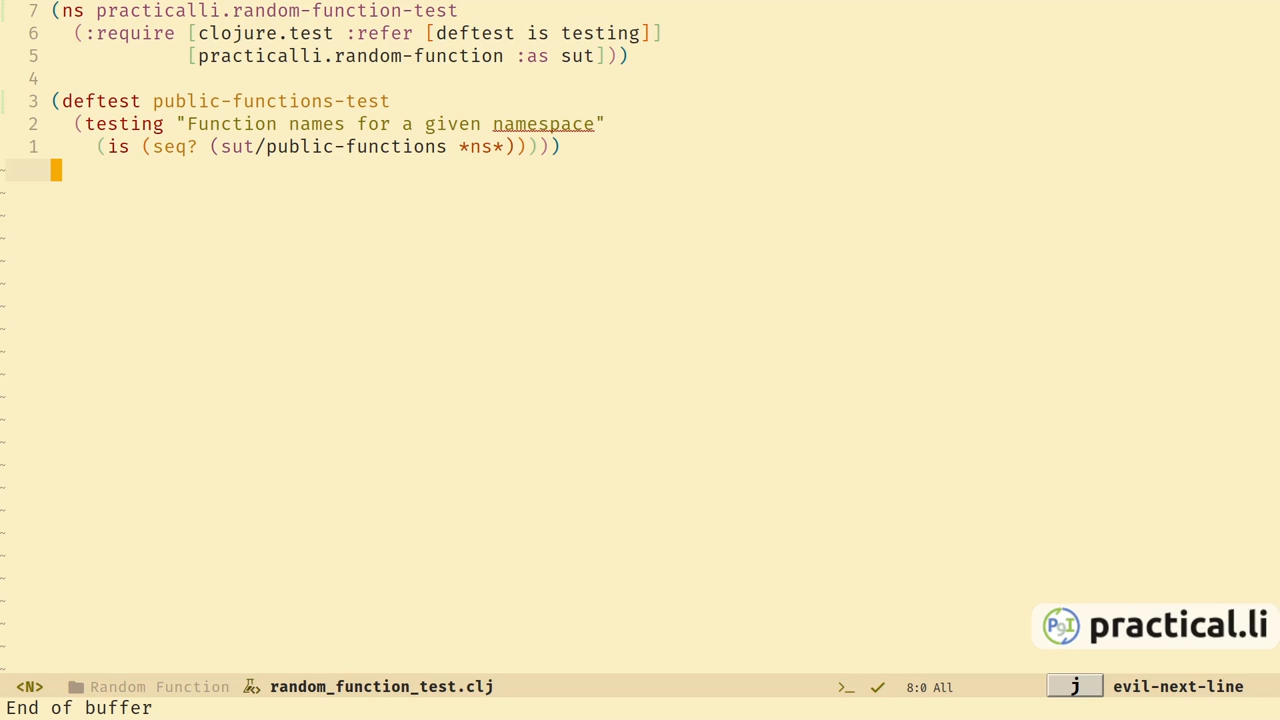 7 (ns practicalli.random-function-test
6   (:require [clojure.test :refer [deftest is testing]]
5             [practicalli.random-function :as sut]))
4
3 (deftest public-functions-test
2   (testing "Function names for a given namespace"
1     (is (seq? (sut/public-functions *ns*)))))
practical.li
<N> Random Function random_function_test.clj >_ ✓ 8:0 All j evil-next-line
End of buffer